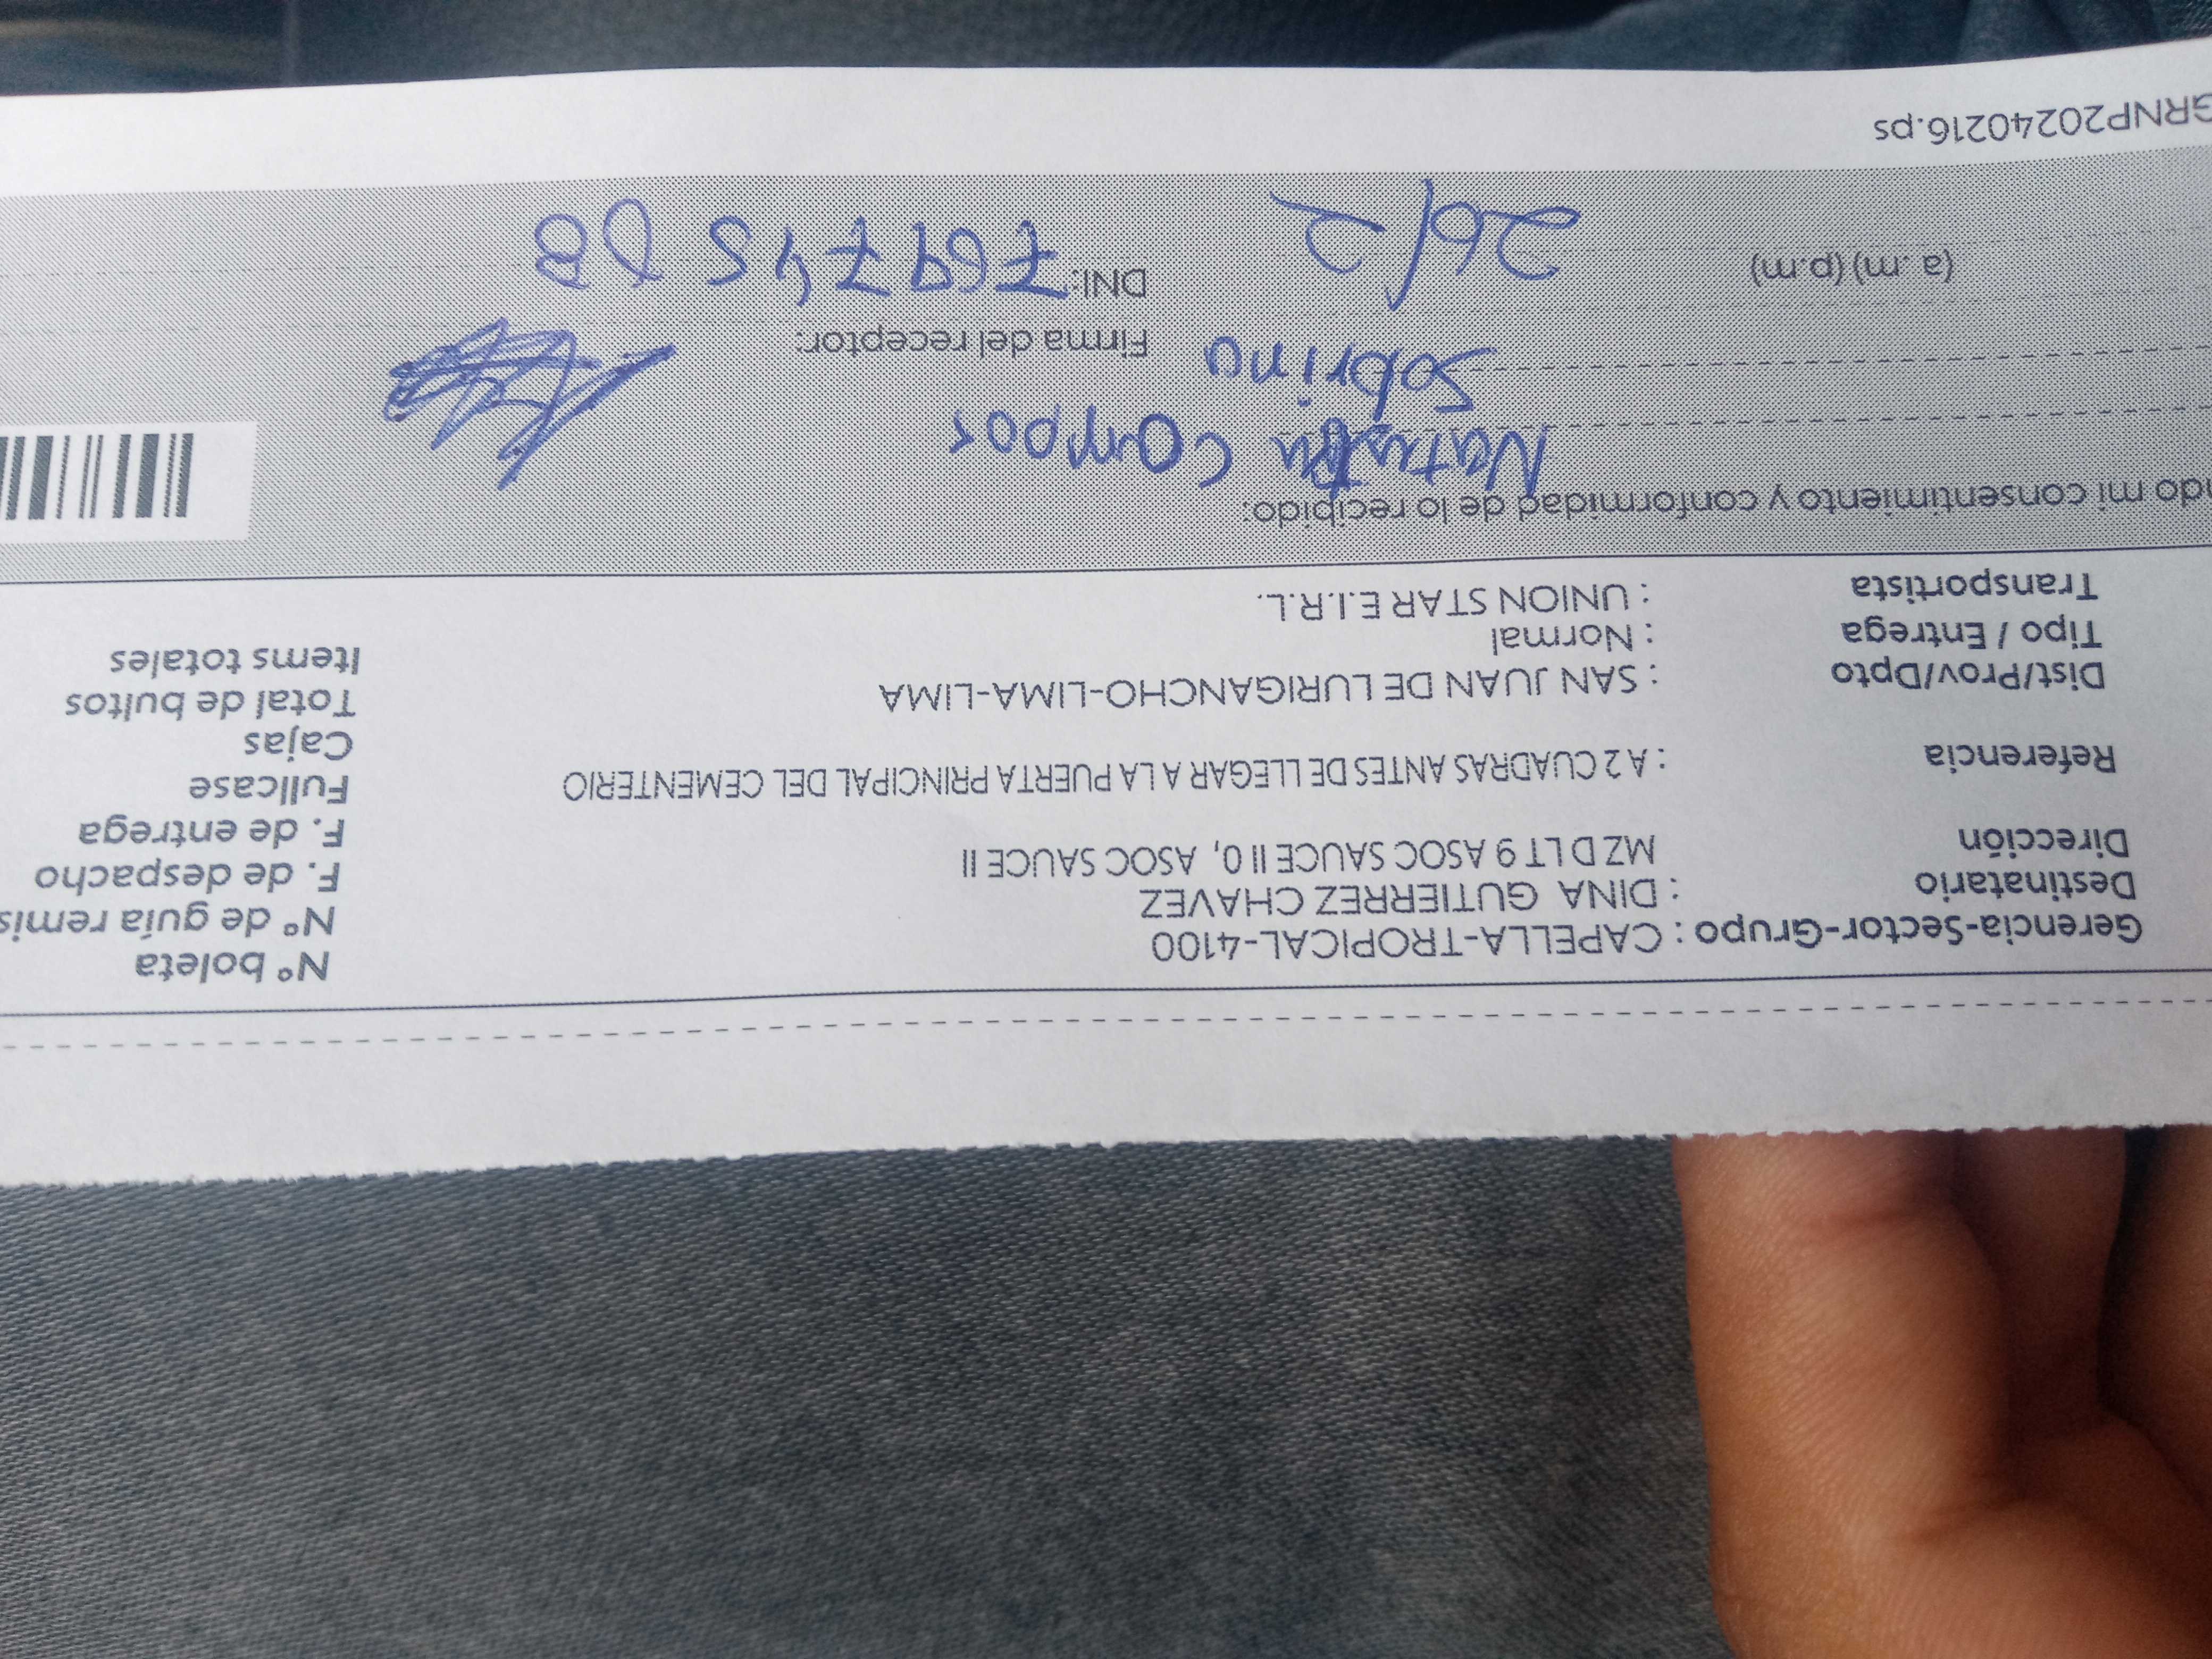 Gerencia-Sector-Grupo : CAPELLA-TROPICAL-4100
Destinatario : DINA GUTIERREZ CHAVEZ
Dirección MZ D LT 9 ASOC SAUCE II 0, ASOC SAUCE II
Referencia : A 2 CUADRAS ANTES DE LLEGAR A LA PUERTA PRINCIPAL DEL CEMENTERIO
Dist/Prov/Dpto : SAN JUAN DE LURIGANCHO-LIMA-LIMA
Tipo / Entrega : Normal
Transportista : UNION STAR E.I.R.L.
N° boleta
N° de guía remis
F. de despacho
F. de entrega
Fullcase
Cajas
Total de bultos
Items totales
ndo mi consentimiento y conformidad de lo recibido:
Campos
Sobrina
Firma del receptor:
(a .m) (p.m) 26/2
DNI: 76974508
GRNP20240216.ps